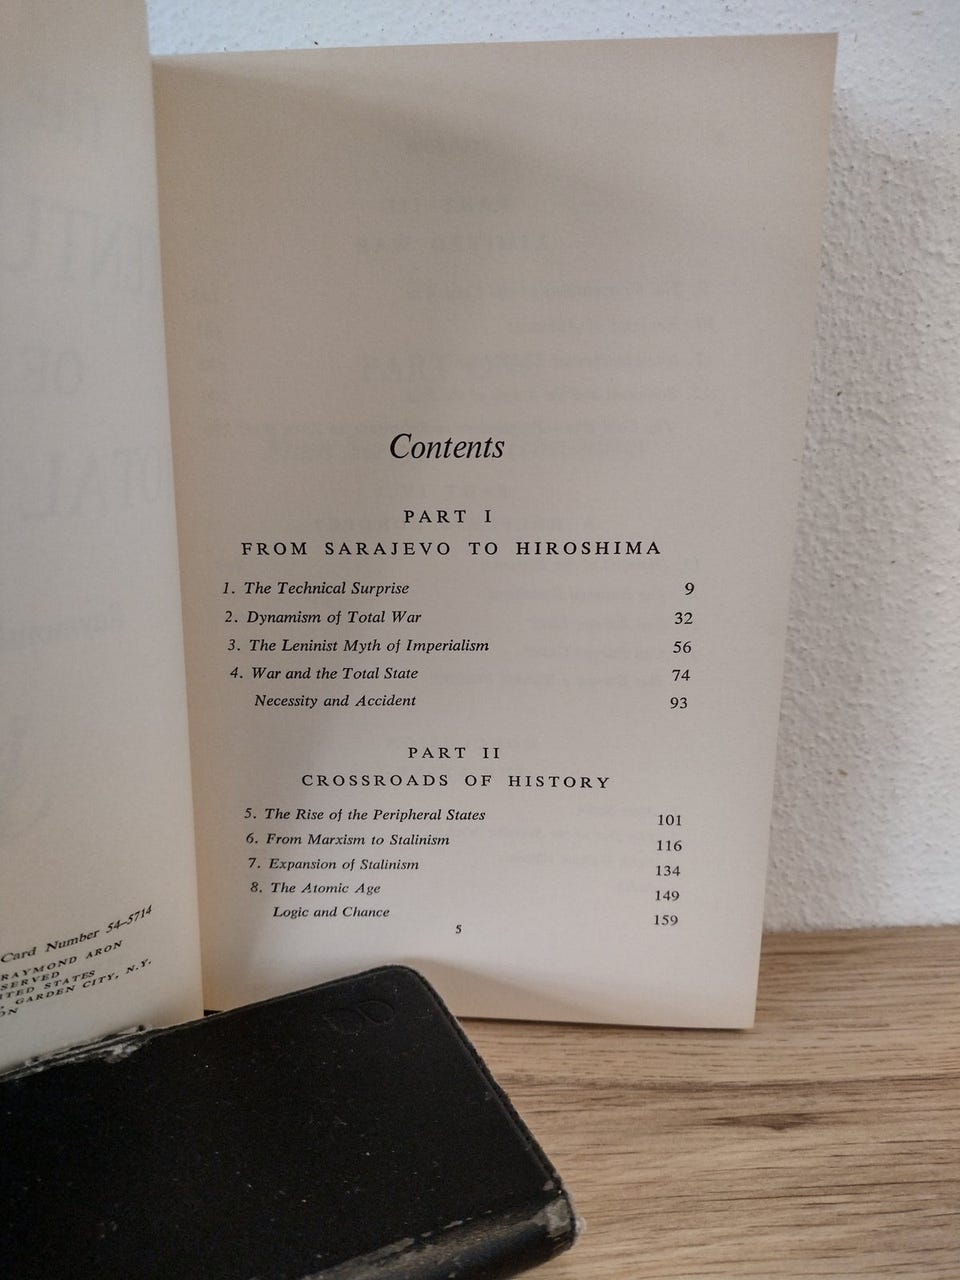 Card Number 54–5714
RAYMOND ARON
SERVED
ITED STATES
GARDEN CITY, N.Y.
ON
Contents
PART I
FROM SARAJEVO TO HIROSHIMA
1. The Technical Surprise 9
2. Dynamism of Total War 32
3. The Leninist Myth of Imperialism 56
4. War and the Total State 74
Necessity and Accident 93
PART II
CROSSROADS OF HISTORY
5. The Rise of the Peripheral States 101
6. From Marxism to Stalinism 116
7. Expansion of Stalinism 134
8. The Atomic Age 149
Logic and Chance 159
5